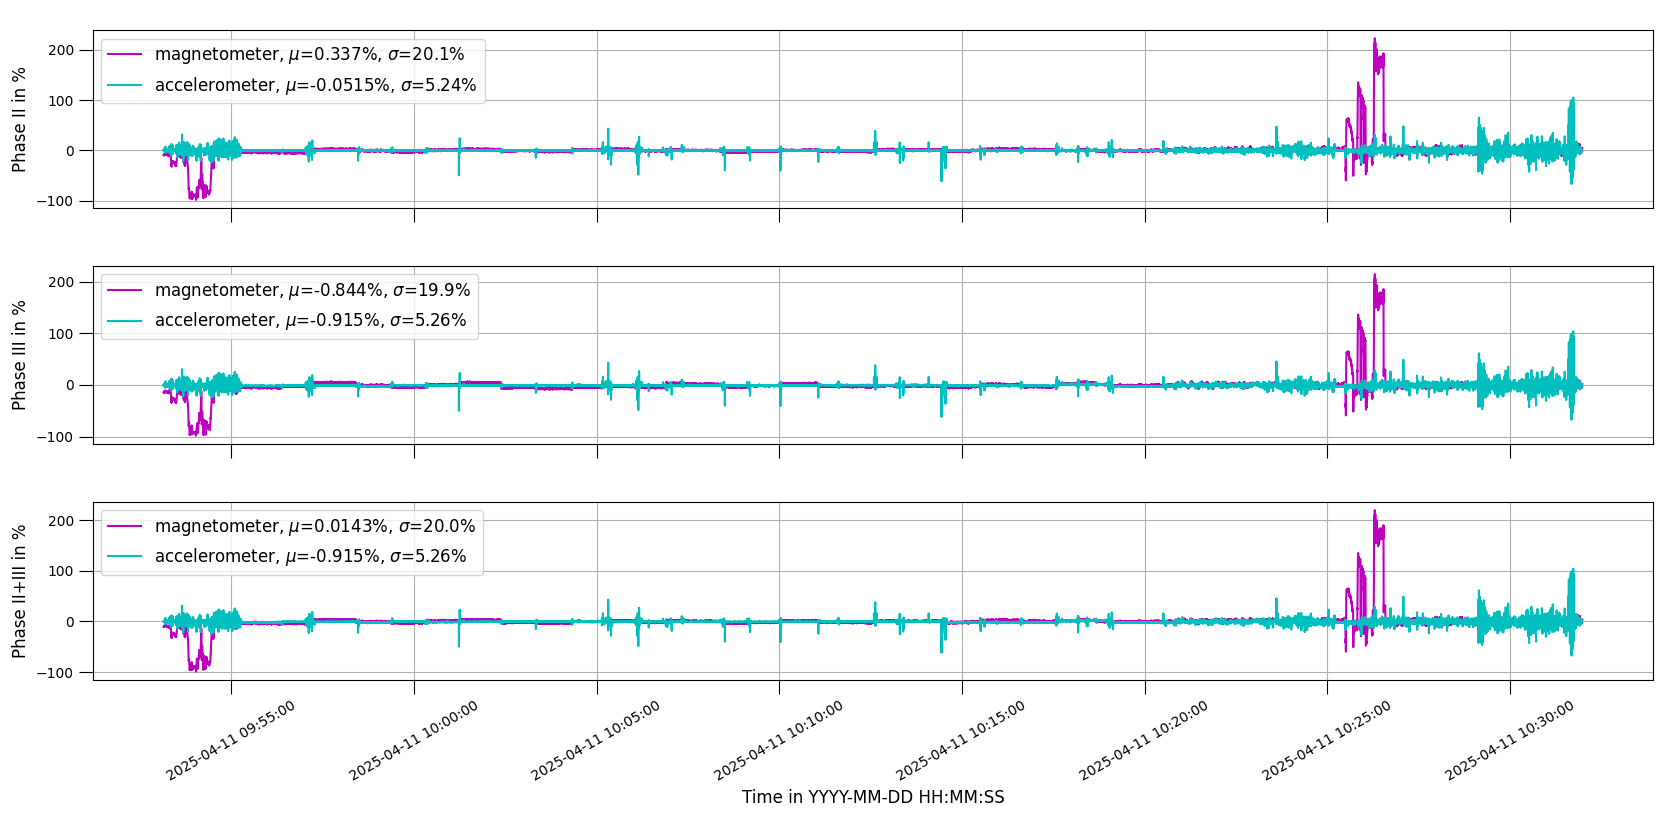 Phase II in %
200
100
0
−100
magnetometer, μ=0.337%, σ=20.1%
accelerometer, μ=-0.0515%, σ=5.24%
Phase III in %
200
100
0
−100
magnetometer, μ=-0.844%, σ=19.9%
accelerometer, μ=-0.915%, σ=5.26%
Phase II+III in %
200
100
0
−100
magnetometer, μ=0.0143%, σ=20.0%
accelerometer, μ=-0.915%, σ=5.26%
2025-04-11 09:55:00
2025-04-11 10:00:00
2025-04-11 10:05:00
2025-04-11 10:10:00
2025-04-11 10:15:00
2025-04-11 10:20:00
2025-04-11 10:25:00
2025-04-11 10:30:00
Time in YYYY-MM-DD HH:MM:SS